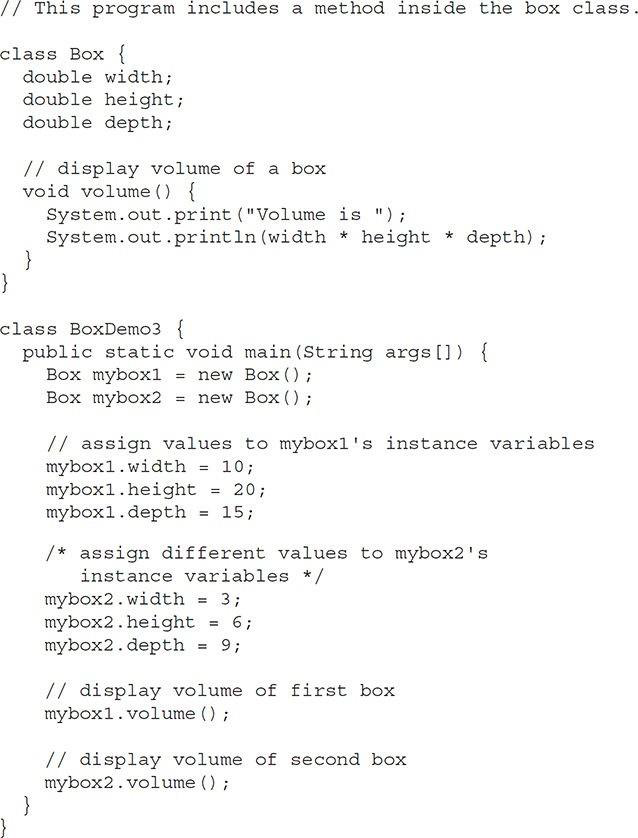 // This program includes a method inside the box class.
class Box {
double width;
double height;
double depth;
// display volume of a box
void volume() {
System.out.print("Volume is ");
System.out.println(width * height * depth);
}
}
class BoxDemo3 {
public static void main(String args[]) {
Box mybox1 = new Box();
Box mybox2 = new Box();
// assign values to mybox1's instance variables
mybox1.width = 10;
mybox1.height = 20;
mybox1.depth = 15;
/* assign different values to mybox2's
instance variables */
mybox2.width = 3;
mybox2.height = 6;
mybox2.depth = 9;
// display volume of first box
mybox1.volume();
// display volume of second box
mybox2.volume();
}
}